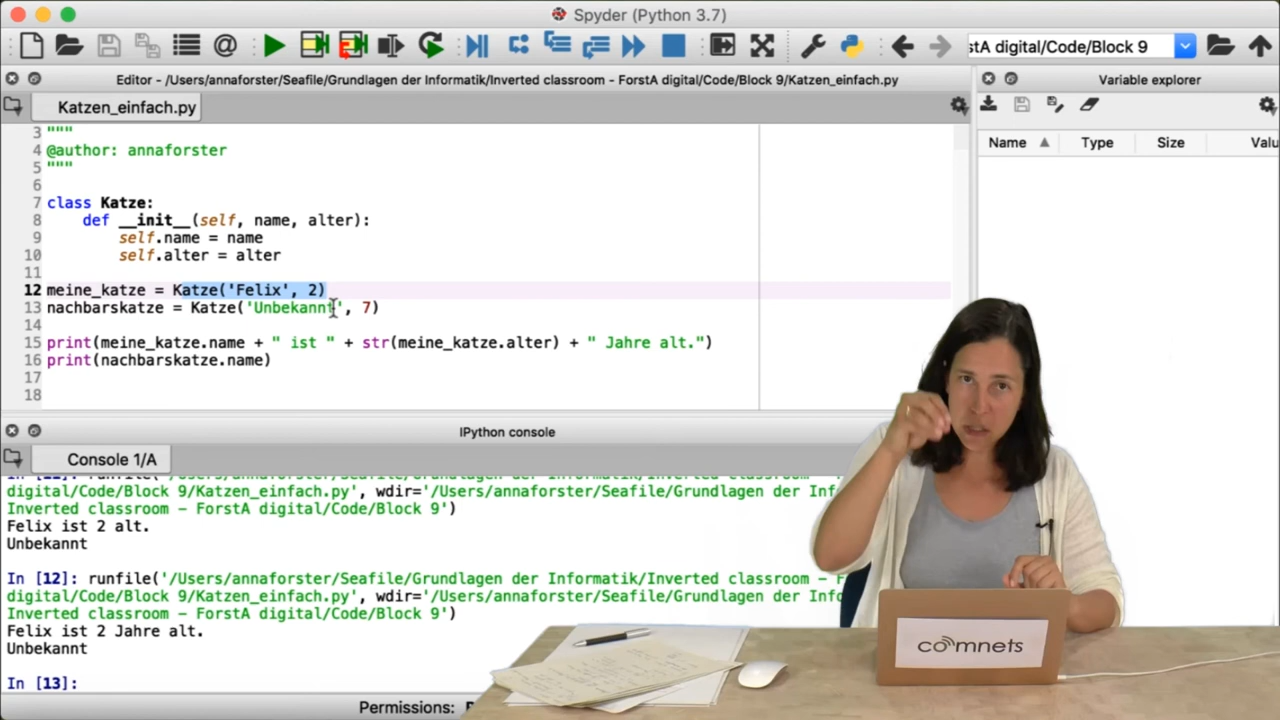 Spyder (Python 3.7)
stA digital/Code/Block 9
Editor - /Users/annaforster/Seafile/Grundlagen der Informatik/Inverted classroom - ForstA digital/Code/Block 9/Katzen_einfach.py
Variable explorer
Katzen_einfach.py
Name Type Size Valu
3 """
4 @author: annaforster
5 """
6
7 class Katze:
8 def __init__(self, name, alter):
9 self.name = name
10 self.alter = alter
11
12 meine_katze = Katze('Felix', 2)
13 nachbarskatze = Katze('Unbekannt', 7)
14
15 print(meine_katze.name + " ist " + str(meine_katze.alter) + " Jahre alt.")
16 print(nachbarskatze.name)
17
18
IPython console
Console 1/A
digital/Code/Block 9/Katzen_einfach.py', wdir='/Users/annaforster/Seafile/Grundlagen der Inf
Inverted classroom - ForstA digital/Code/Block 9')
Felix ist 2 alt.
Unbekannt
In [12]: runfile('/Users/annaforster/Seafile/Grundlagen der Informatik/Inverted classroom - F
digital/Code/Block 9/Katzen_einfach.py', wdir='/Users/annaforster/Seafile/Grundlagen der Inf
Inverted classroom - ForstA digital/Code/Block 9')
Felix ist 2 Jahre alt.
Unbekannt
In [13]:
Permissions:
comnets